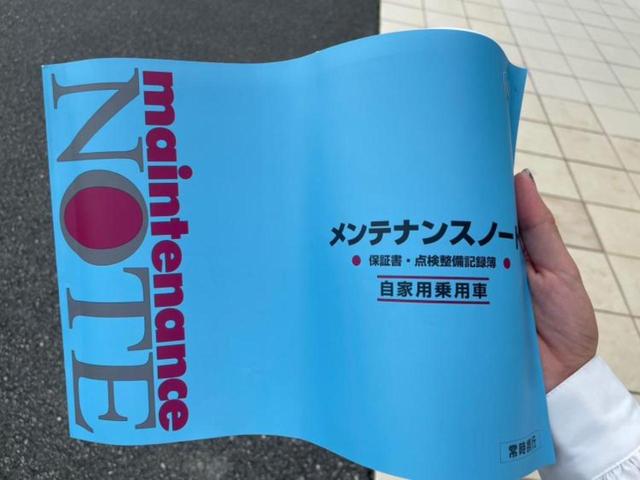 maintenance
NOTE
メンテナンスノート
● 保証書・点検整備記録簿 ●
自家用乗用車
常時携行